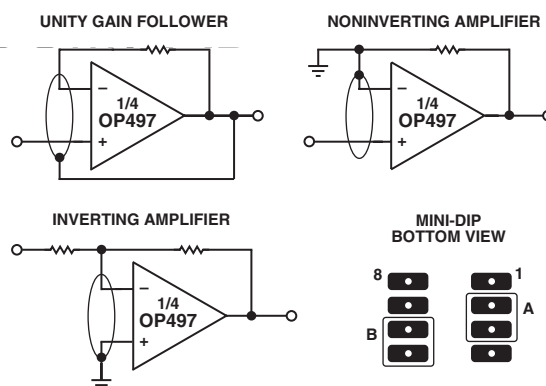 UNITY GAIN FOLLOWER
NONINVERTING AMPLIFIER
−
1/4
OP497
+
−
1/4
OP497
+
INVERTING AMPLIFIER
MINI-DIP
BOTTOM VIEW
−
1/4
OP497
+
8
1
A
B